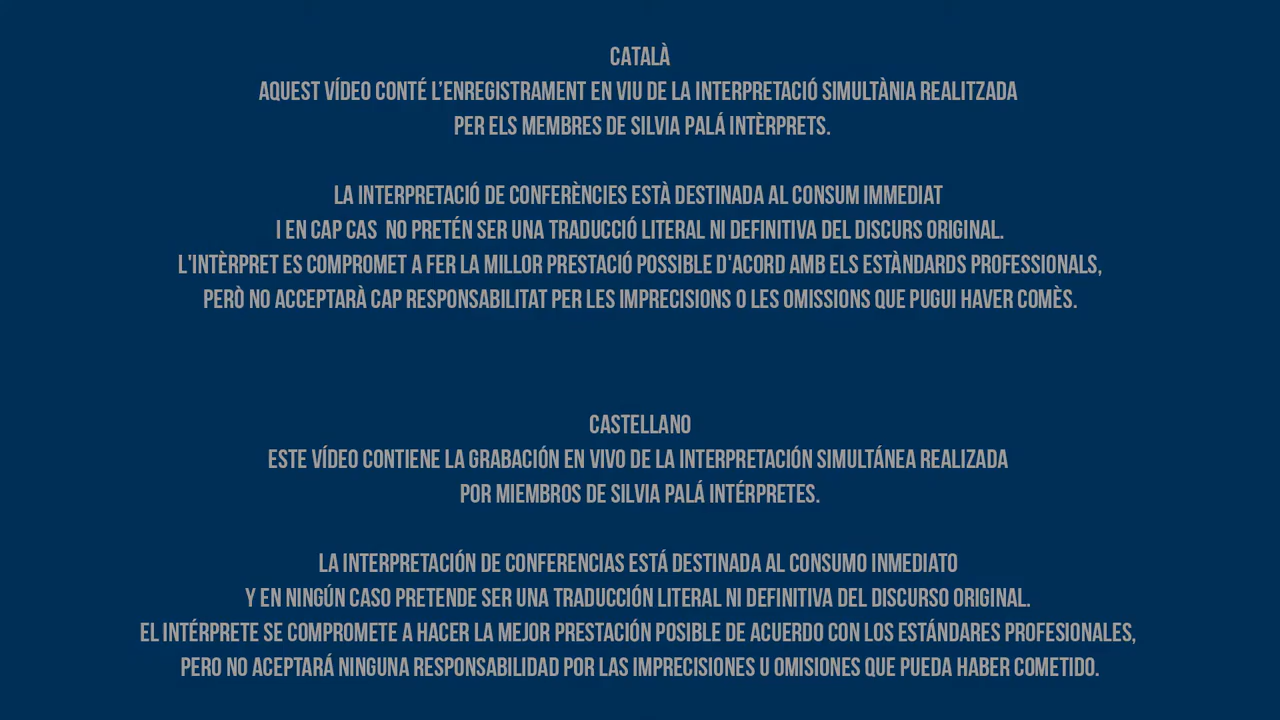 CATALÀ
AQUEST VÍDEO CONTÉ L'ENREGISTRAMENT EN VIU DE LA INTERPRETACIÓ SIMULTÀNIA REALITZADA
PER ELS MEMBRES DE SILVIA PALÁ INTÈRPRETS.
LA INTERPRETACIÓ DE CONFERÈNCIES ESTÀ DESTINADA AL CONSUM IMMEDIAT
I EN CAP CAS NO PRETÉN SER UNA TRADUCCIÓ LITERAL NI DEFINITIVA DEL DISCURS ORIGINAL.
L'INTÈRPRET ES COMPROMET A FER LA MILLOR PRESTACIÓ POSSIBLE D'ACORD AMB ELS ESTÀNDARDS PROFESSIONALS,
PERÒ NO ACCEPTARÀ CAP RESPONSABILITAT PER LES IMPRECISIONS O LES OMISSIONS QUE PUGUI HAVER COMÈS.
CASTELLANO
ESTE VÍDEO CONTIENE LA GRABACIÓN EN VIVO DE LA INTERPRETACIÓN SIMULTÁNEA REALIZADA
POR MIEMBROS DE SILVIA PALÁ INTÉRPRETES.
LA INTERPRETACIÓN DE CONFERENCIAS ESTÁ DESTINADA AL CONSUMO INMEDIATO
Y EN NINGÚN CASO PRETENDE SER UNA TRADUCCIÓN LITERAL NI DEFINITIVA DEL DISCURSO ORIGINAL.
EL INTÉRPRETE SE COMPROMETE A HACER LA MEJOR PRESTACIÓN POSIBLE DE ACUERDO CON LOS ESTÁNDARES PROFESIONALES,
PERO NO ACEPTARÁ NINGUNA RESPONSABILIDAD POR LAS IMPRECISIONES U OMISIONES QUE PUEDA HABER COMETIDO.